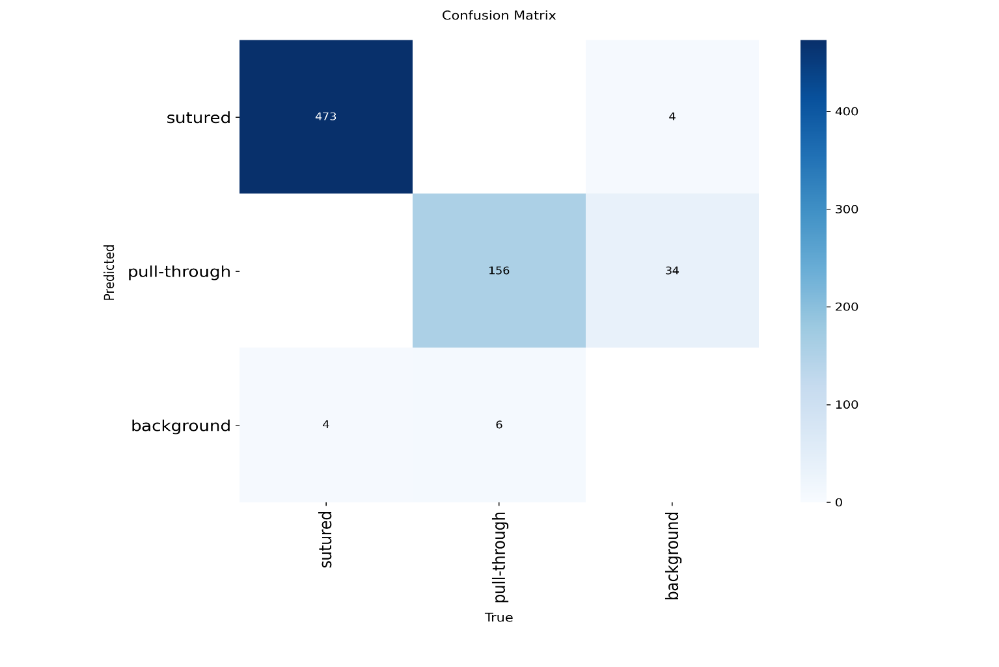 Confusion Matrix
sutured
473
4
400
300
Predicted
pull-through
156
34
200
100
background
4
6
0
sutured
pull-through
background
True